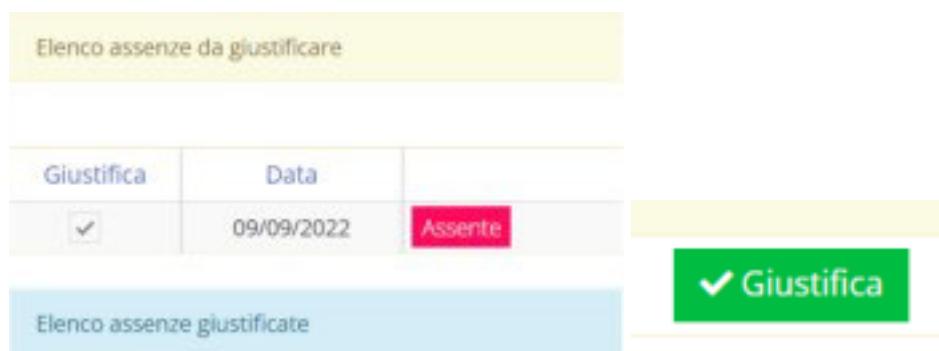 Elenco assenze da giustificare
Giustifica Data
09/09/2022 Assente
Giustifica
Elenco assenze giustificate